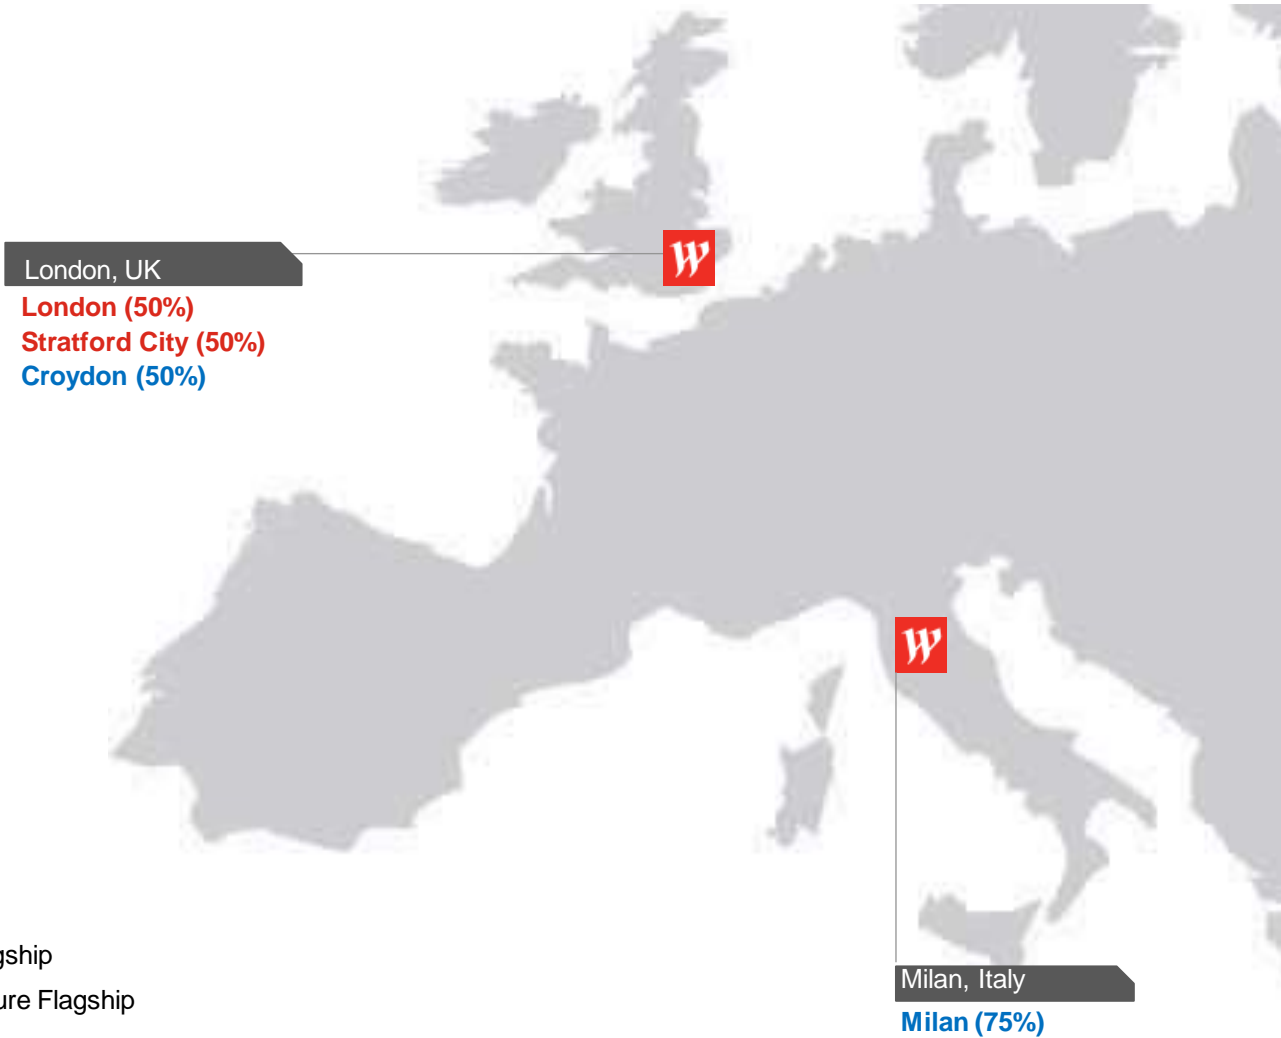 London, UK
London (50%)
Stratford City (50%)
Croydon (50%)
W
W
gship
ure Flagship
Milan, Italy
Milan (75%)